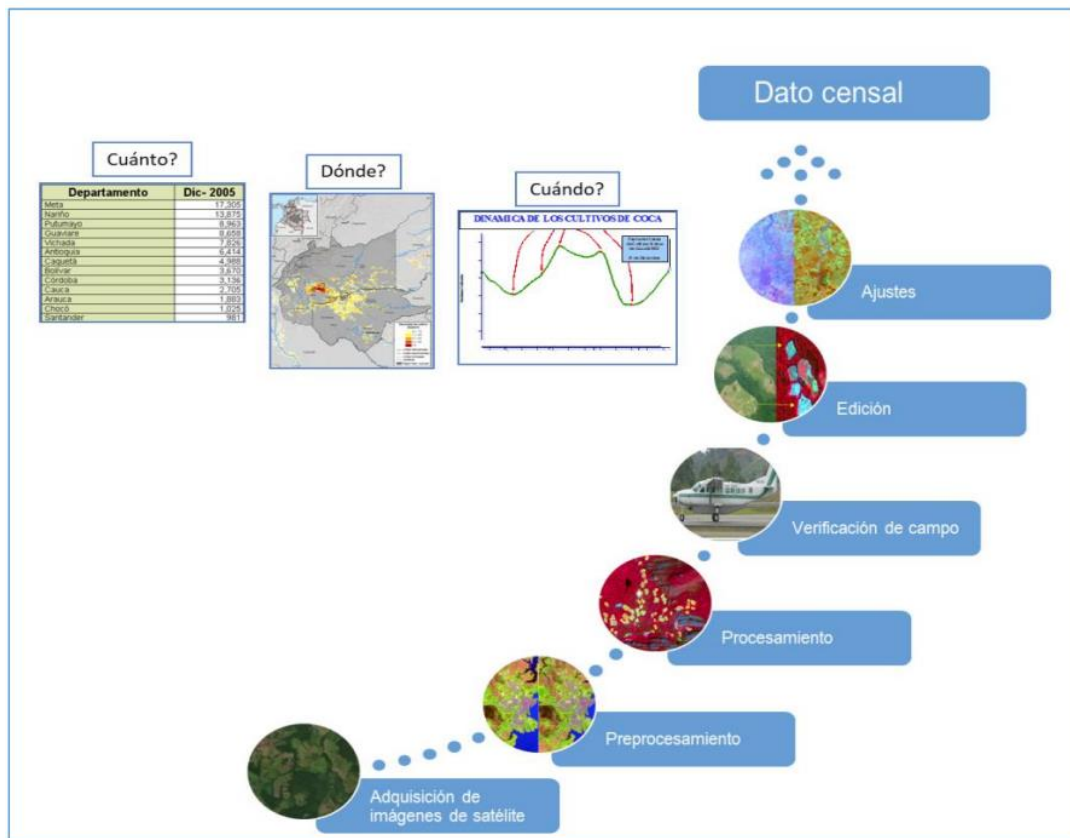 Dato censal
Cuánto?
Departamento Dic- 2005
Meta 17,305
Nariño 13,875
Putumayo 8,963
Guaviare 8,658
Vichada 7,826
Antioquia 6,414
Caquetá 4,988
Bolívar 3,670
Córdoba 3,136
Cauca 2,705
Arauca 1,883
Chocó 1,025
Santander 981
Dónde?
Cuándo?
DINAMICA DE LOS CULTIVOS DE COCA
Ajustes
Edición
Verificación de campo
Procesamiento
Preprocesamiento
Adquisición de
imágenes de satélite